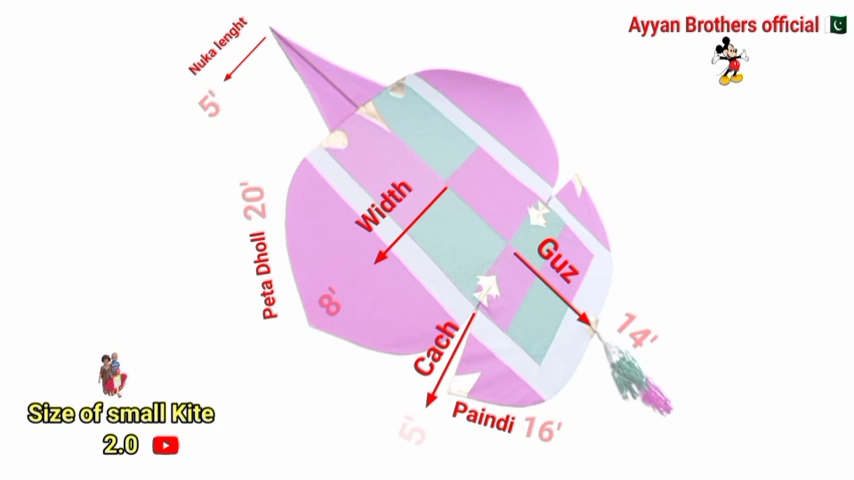 Ayyan Brothers official
Nuka lenght
5'
Peta Dholl 20'
Width
8'
Guz
14'
Cach
5'
Paindi 16'
Size of small Kite
2.0